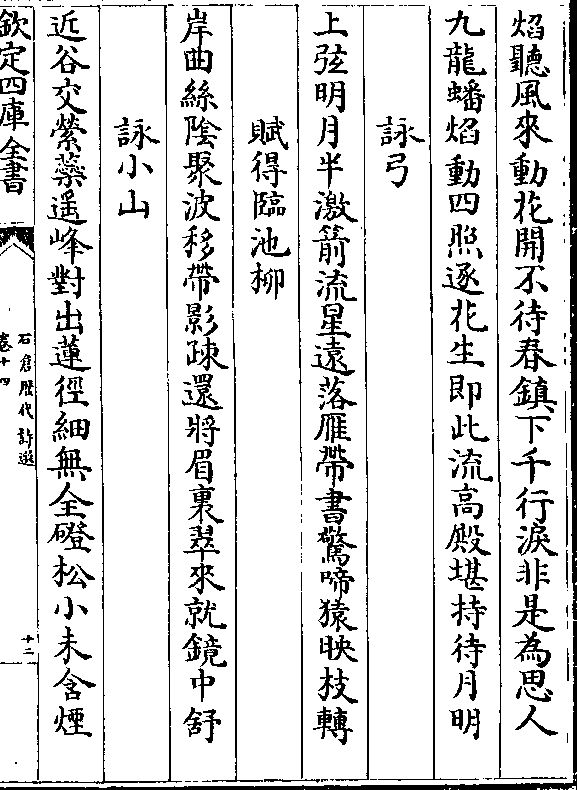 焰聽風來動花開不待春鎮下千行淚非是為思人
九龍蟠焰動四照逐花生即此流高殿堪持待月明
詠弓
上弦明月半激箭流星遠落雁帶書驚啼猿映枝轉
賦得臨池柳
岸曲絲陰聚波移帶影疎還將眉裏翠來就鏡中舒
詠小山
近谷交縈蘂遥峰對出蓮徑細無全磴松小未含煙
欽定四庫全書
石倉歴代詩選
卷十四
十二